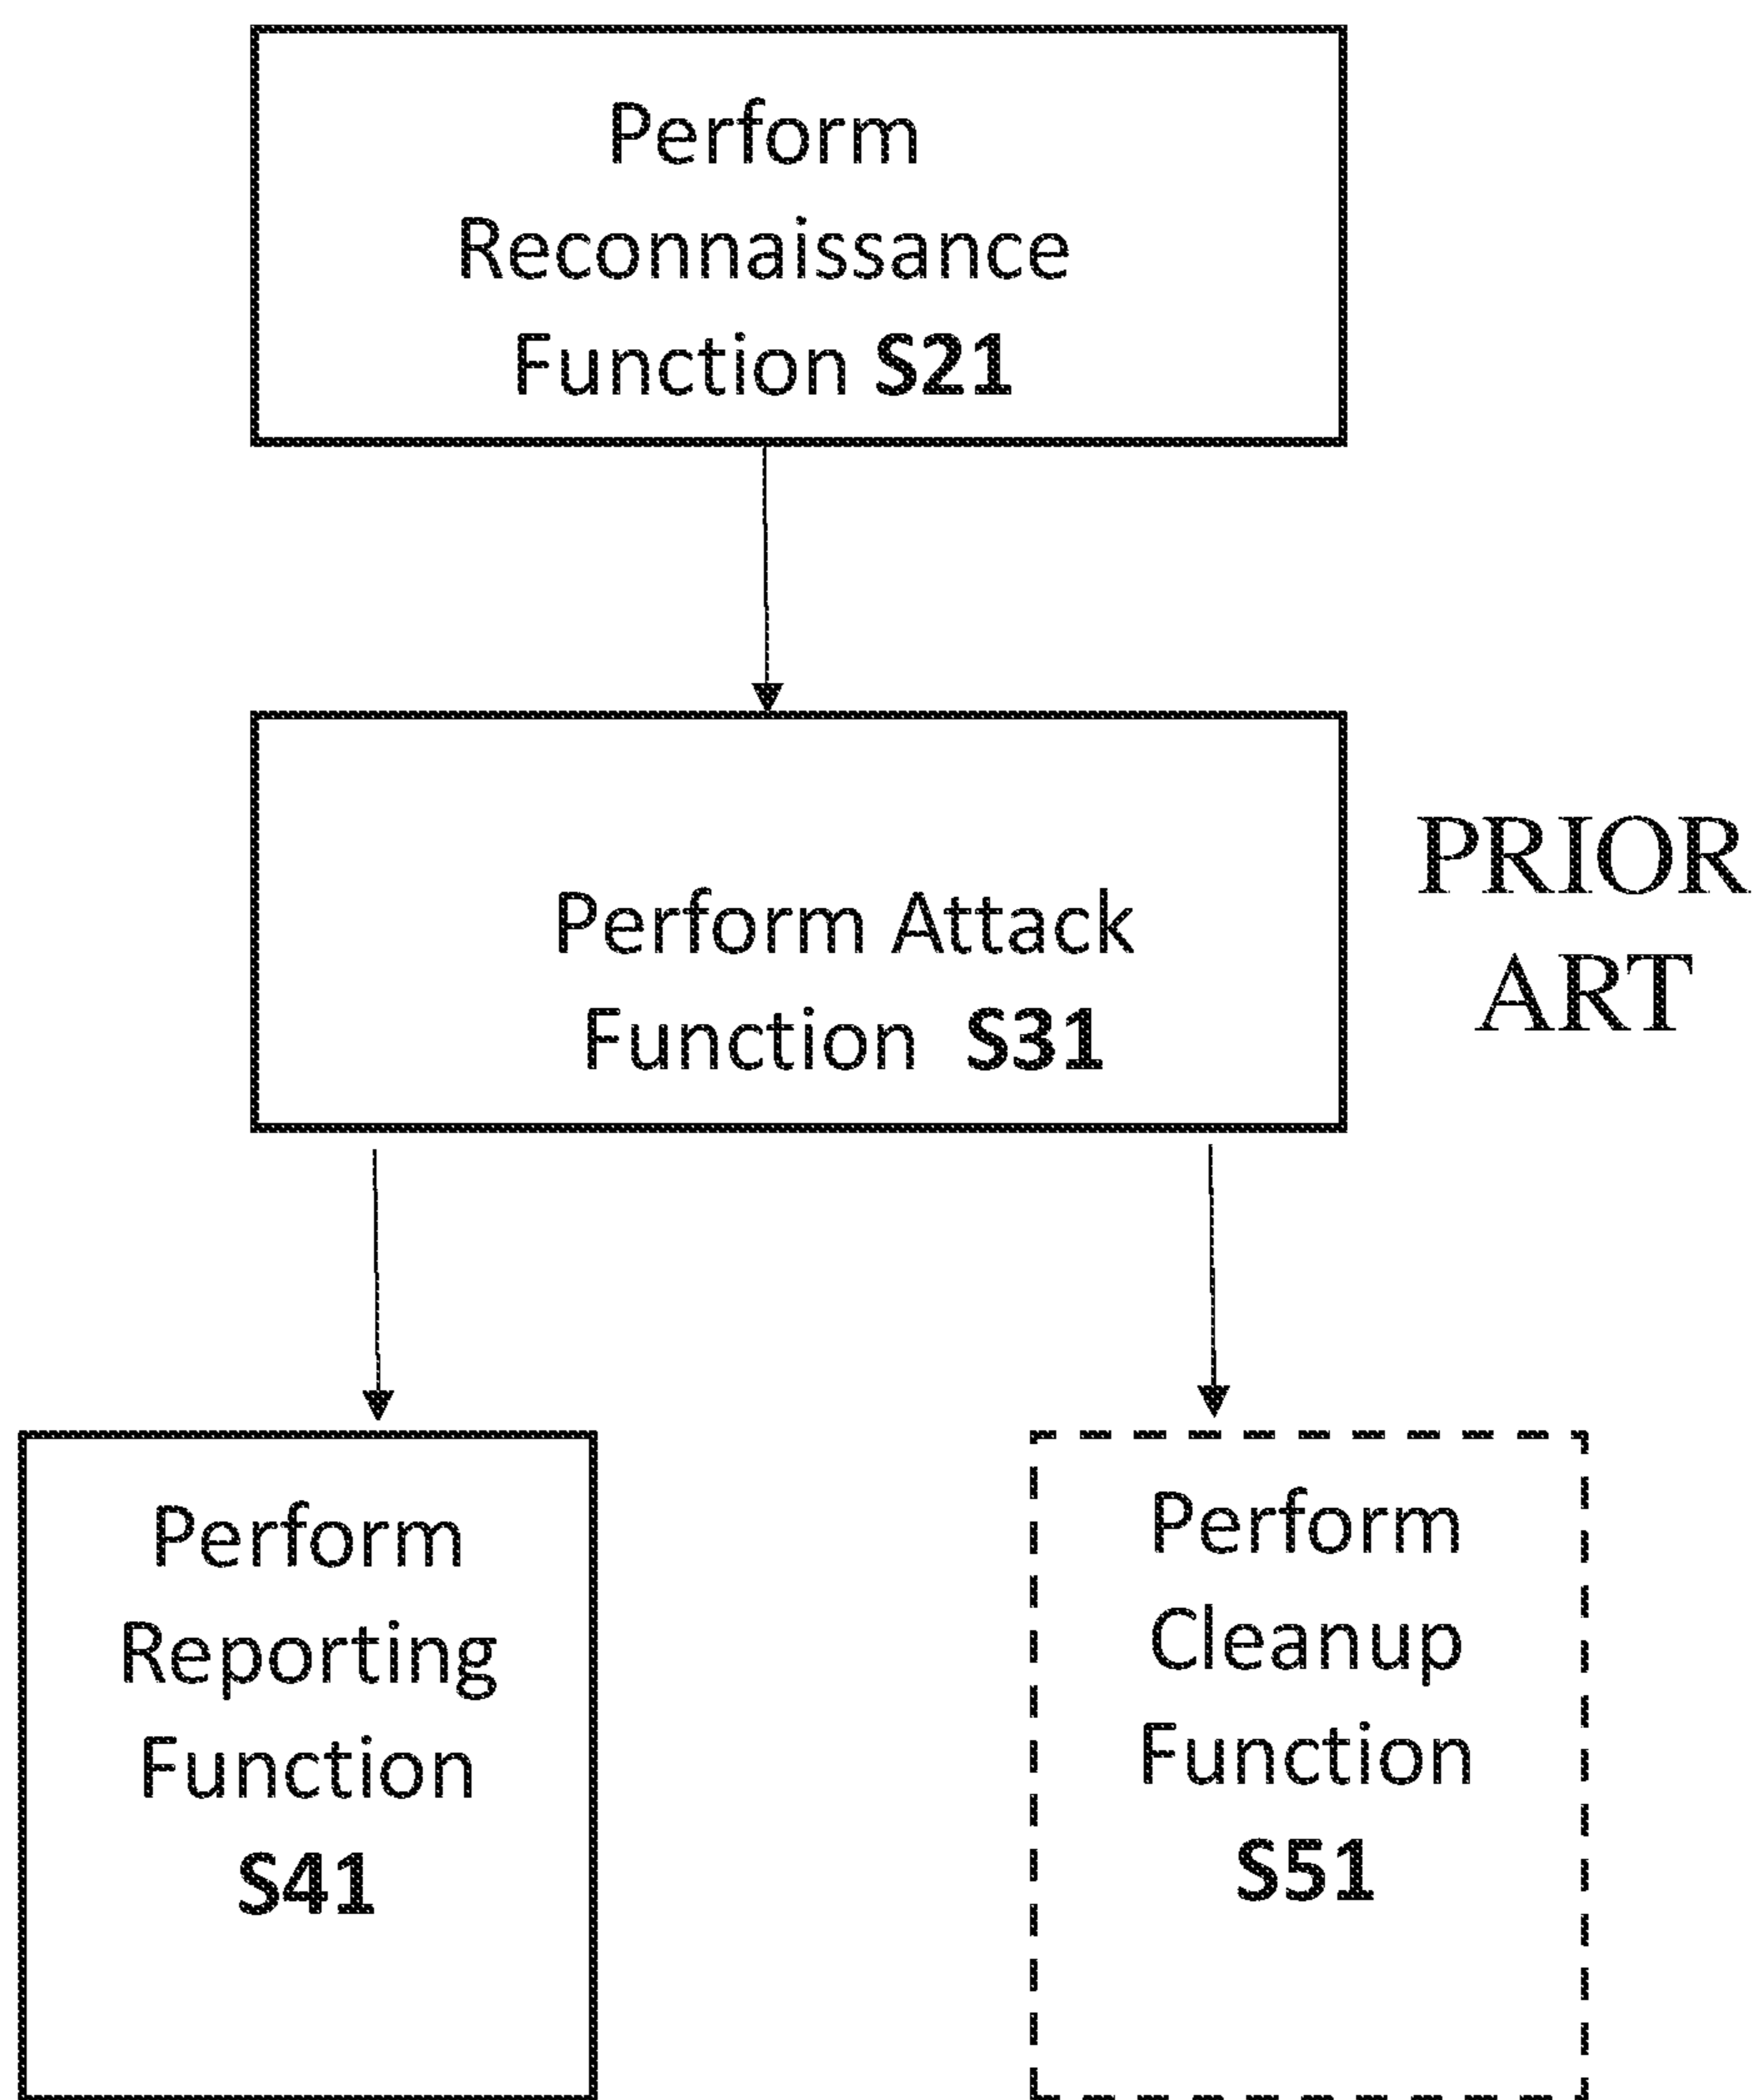 Perform
Reconnaissance
Function S21
Perform Attack
Function S31
PRIOR
ART
Perform
Reporting
Function
S41
Perform
Cleanup
Function
S51